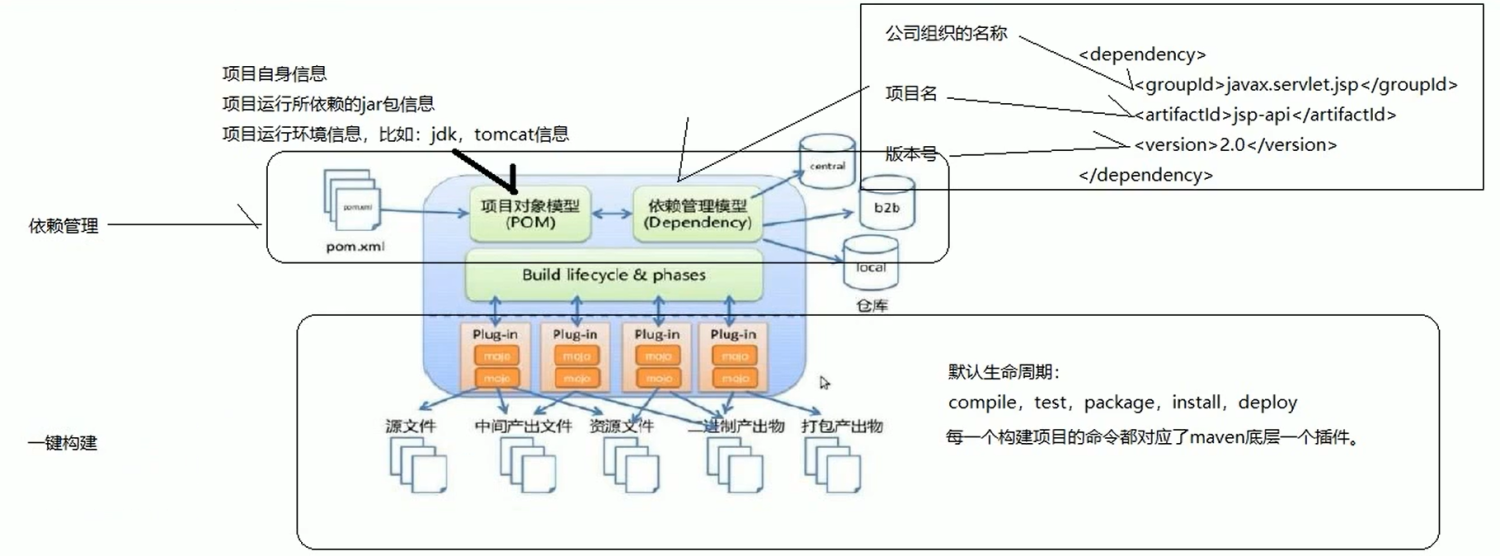 公司组织的名称
<dependency>
<groupId>javax.servlet.jsp</groupId>
项目名
<artifactId>jsp-api</artifactId>
版本号
<version>2.0</version>
</dependency>
项目自身信息
项目运行所依赖的jar包信息
项目运行环境信息，比如：jdk，tomcat信息
依赖管理
pom.xml
pom.xml
项目对象模型
(POM)
依赖管理模型
(Dependency)
central
b2b
local
仓库
Build lifecycle & phases
Plug-in
mojo
mojo
Plug-in
mojo
mojo
Plug-in
mojo
mojo
Plug-in
mojo
mojo
一键构建
源文件
中间产出文件
资源文件
二进制产出物
打包产出物
默认生命周期：
compile，test，package，install，deploy
每一个构建项目的命令都对应了maven底层一个插件。